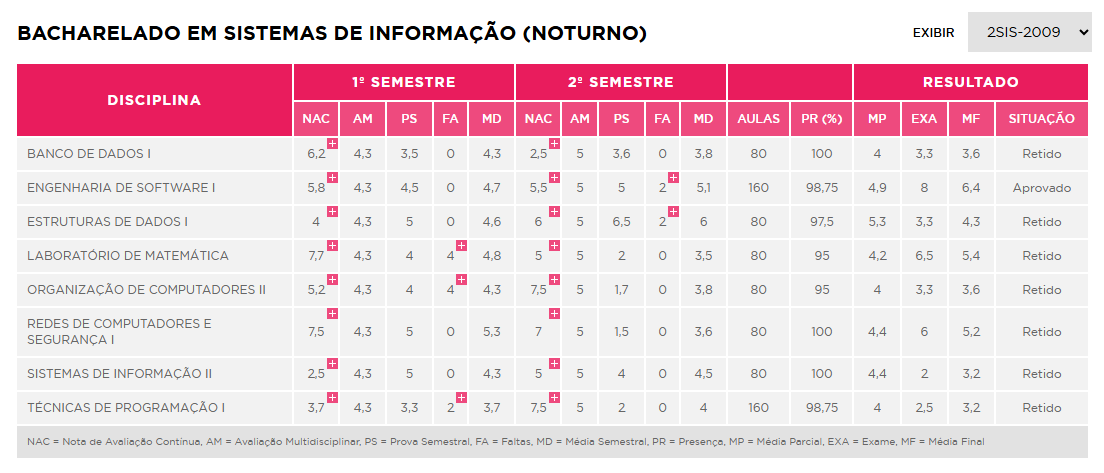 BACHARELADO EM SISTEMAS DE INFORMAÇÃO (NOTURNO) EXIBIR 2SIS-2009
DISCIPLINA 1º SEMESTRE 2º SEMESTRE RESULTADO
NAC AM PS FA MD NAC AM PS FA MD AULAS PR (%) MP EXA MF SITUAÇÃO
BANCO DE DADOS I 6,2 + 4,3 3,5 0 4,3 2,5 + 5 3,6 0 3,8 80 100 4 3,3 3,6 Retido
ENGENHARIA DE SOFTWARE I 5,8 + 4,3 4,5 0 4,7 5,5 + 5 5 2 + 5,1 160 98,75 4,9 8 6,4 Aprovado
ESTRUTURAS DE DADOS I 4 + 4,3 5 0 4,6 6 + 5 6,5 2 + 6 80 97,5 5,3 3,3 4,3 Retido
LABORATÓRIO DE MATEMÁTICA 7,7 + 4,3 4 4 + 4,8 5 + 5 2 0 3,5 80 95 4,2 6,5 5,4 Retido
ORGANIZAÇÃO DE COMPUTADORES II 5,2 + 4,3 4 4 + 4,3 7,5 + 5 1,7 0 3,8 80 95 4 3,3 3,6 Retido
REDES DE COMPUTADORES E
SEGURANÇA I 7,5 + 4,3 5 0 5,3 7 + 5 1,5 0 3,6 80 100 4,4 6 5,2 Retido
SISTEMAS DE INFORMAÇÃO II 2,5 + 4,3 5 0 4,3 5 + 5 4 0 4,5 80 100 4,4 2 3,2 Retido
TÉCNICAS DE PROGRAMAÇÃO I 3,7 + 4,3 3,3 2 + 3,7 7,5 + 5 2 0 4 160 98,75 4 2,5 3,2 Retido
NAC = Nota de Avaliação Contínua, AM = Avaliação Multidisciplinar, PS = Prova Semestral, FA = Faltas, MD = Média Semestral, PR = Presença, MP = Média Parcial, EXA = Exame, MF = Média Final